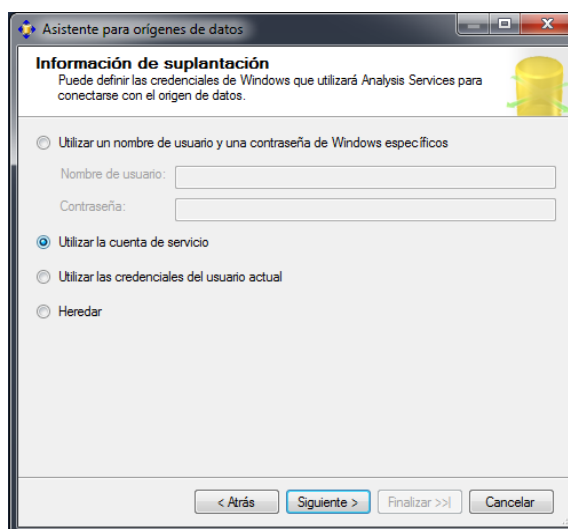 Asistente para orígenes de datos
Información de suplantación
Puede definir las credenciales de Windows que utilizará Analysis Services para
conectarse con el origen de datos.
Utilizar un nombre de usuario y una contraseña de Windows específicos
Nombre de usuario:
Contraseña:
Utilizar la cuenta de servicio
Utilizar las credenciales del usuario actual
Heredar
< Atrás
Siguiente >
Finalizar >>|
Cancelar